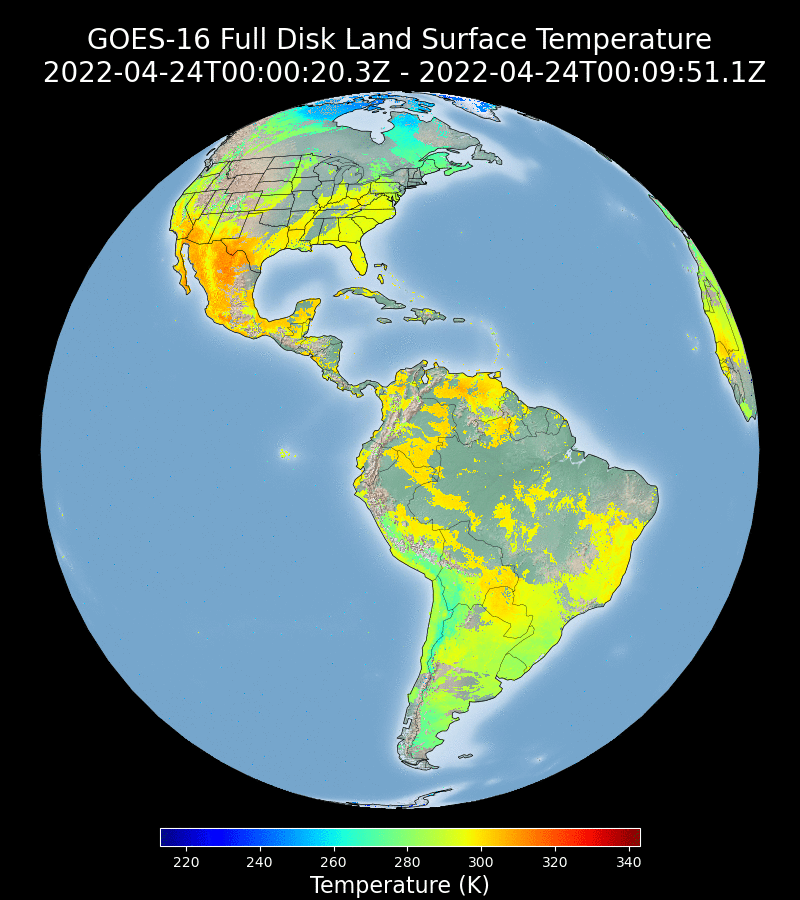 GOES-16 Full Disk Land Surface Temperature
2022-04-24T00:00:20.3Z - 2022-04-24T00:09:51.1Z
220 240 260 280 300 320 340
Temperature (K)